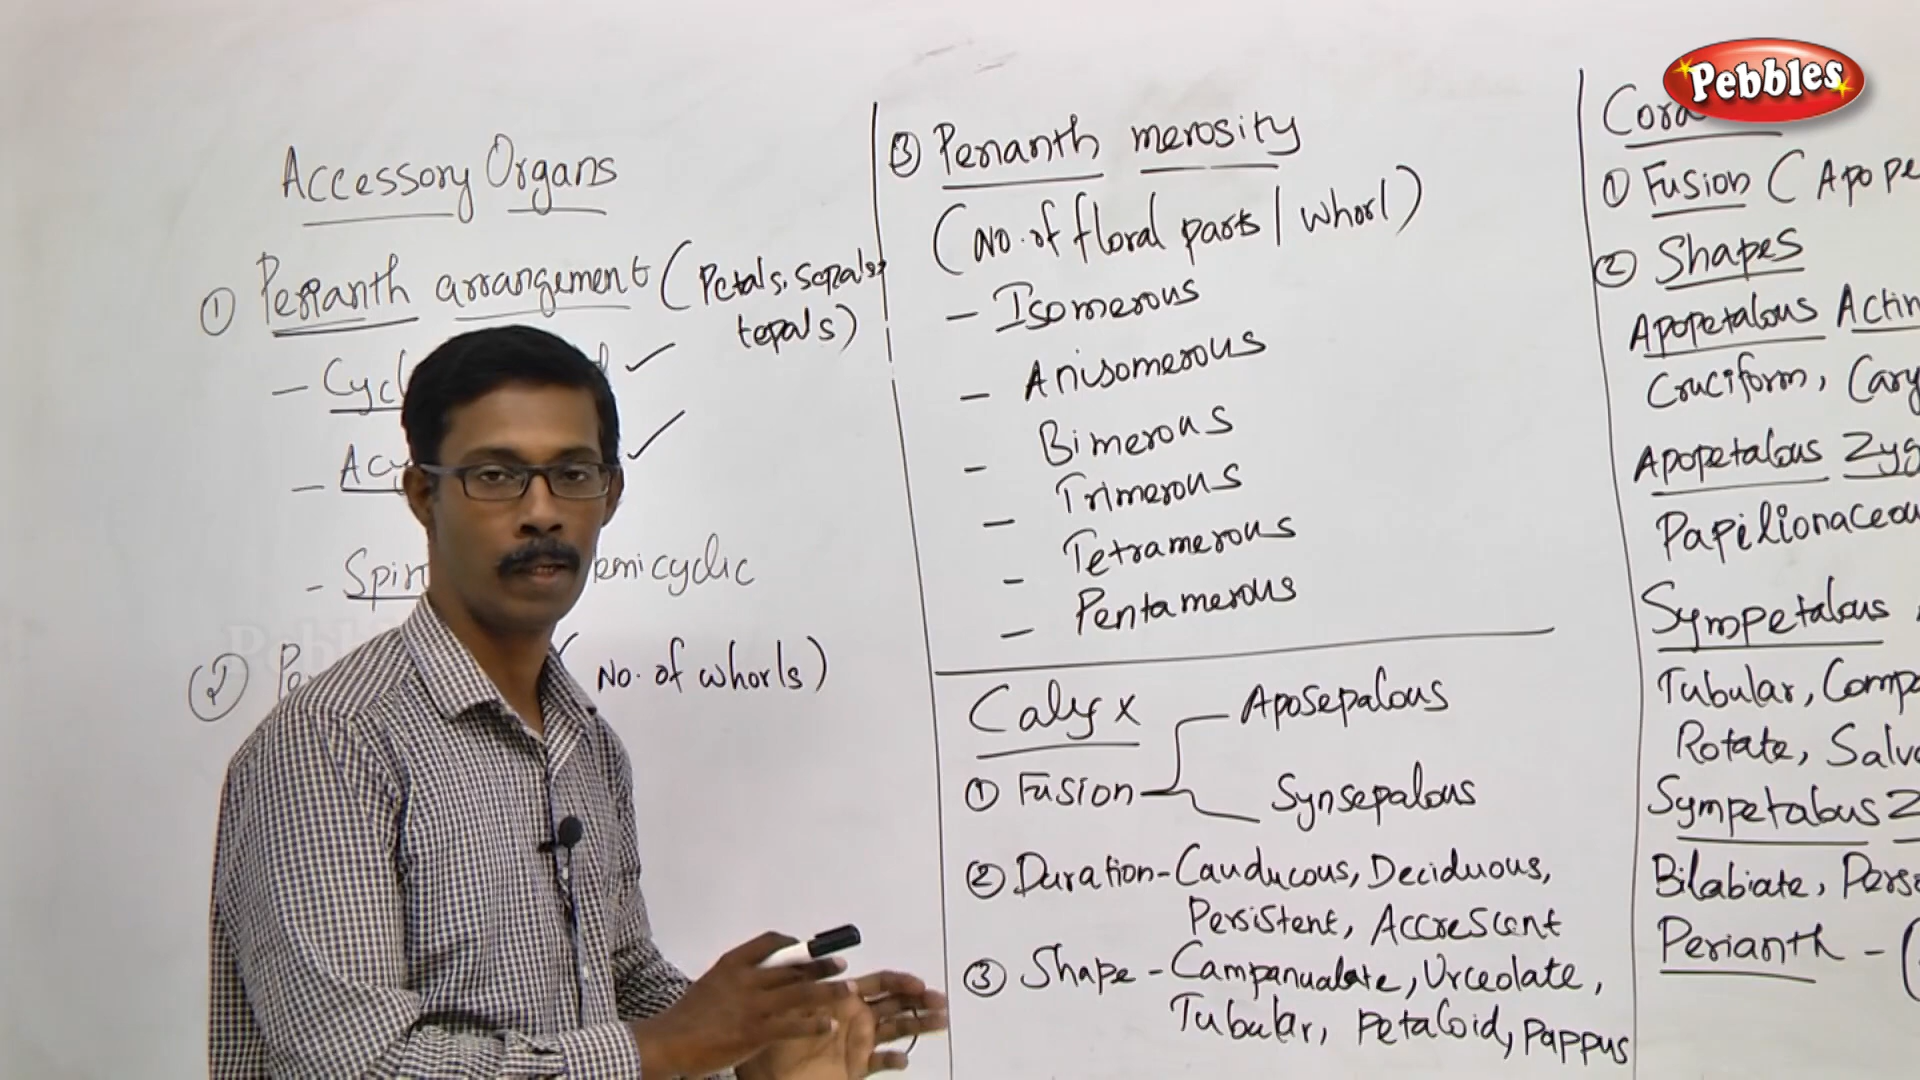 Pebbles
Accessory Organs
① Perianth arrangement (Petals, sepals,
tepals)
- Cycl
- Acy
- Spir emicyclic
② Pe (No. of whorls)
③ Perianth merosity
(No. of floral parts / whorl)
- Isomerous
- Anisomerous
- Bimerous
- Trimerous
- Tetramerous
- Pentamerous
Calyx
Aposepalous
① Fusion
Synsepalous
② Duration - Cauducous, Deciduous,
Persistent, Accrescent
③ Shape - Campanualate, Urceolate,
Tubular, Petaloid, Pappus
Coro
① Fusion (Apope
② Shapes
Apopetalous Actin
Cruciform, Cary
Apopetalous Zyg
Papilionaceou
Sympetalous
Tubular, Campa
Rotate, Salv
Sympetalous Z
Bilabiate, Pers
Perianth - (